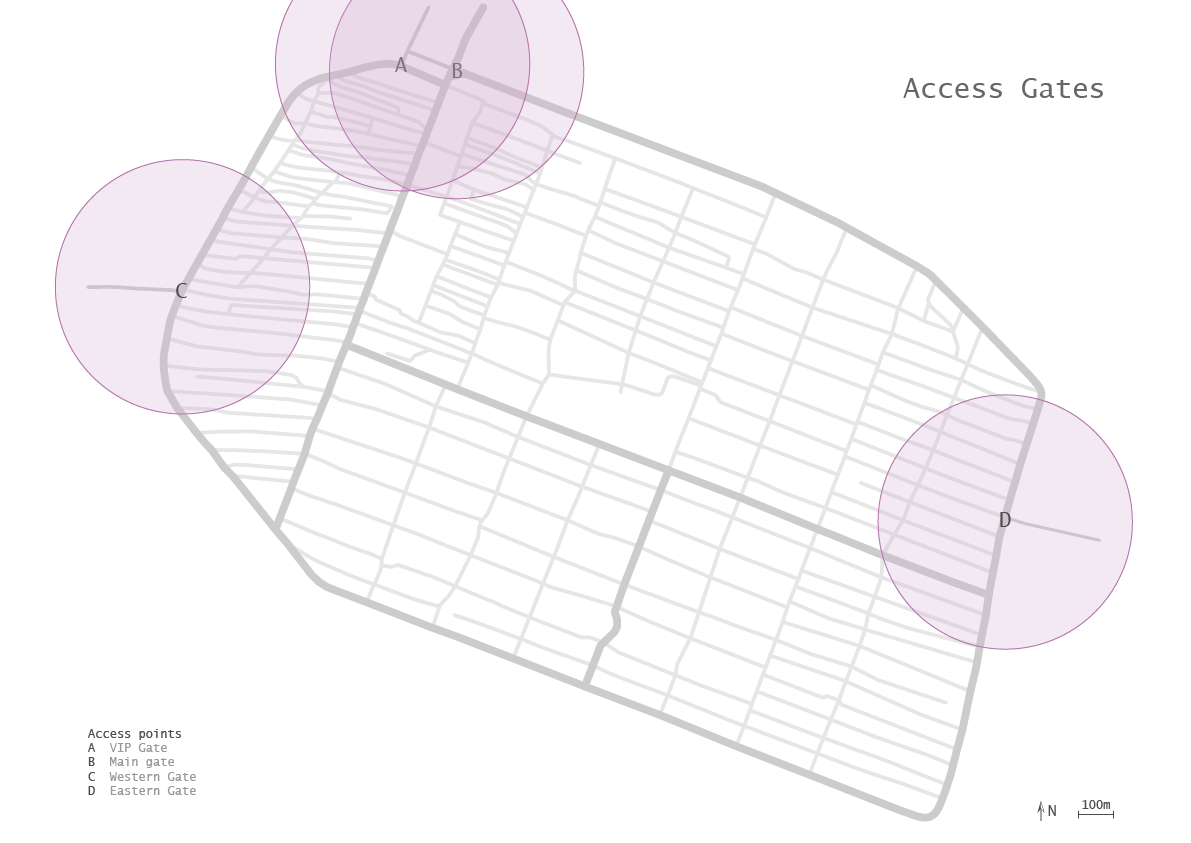 A
B
Access Gates
C
D
Access points
A VIP Gate
B Main gate
C Western Gate
D Eastern Gate
N 100m